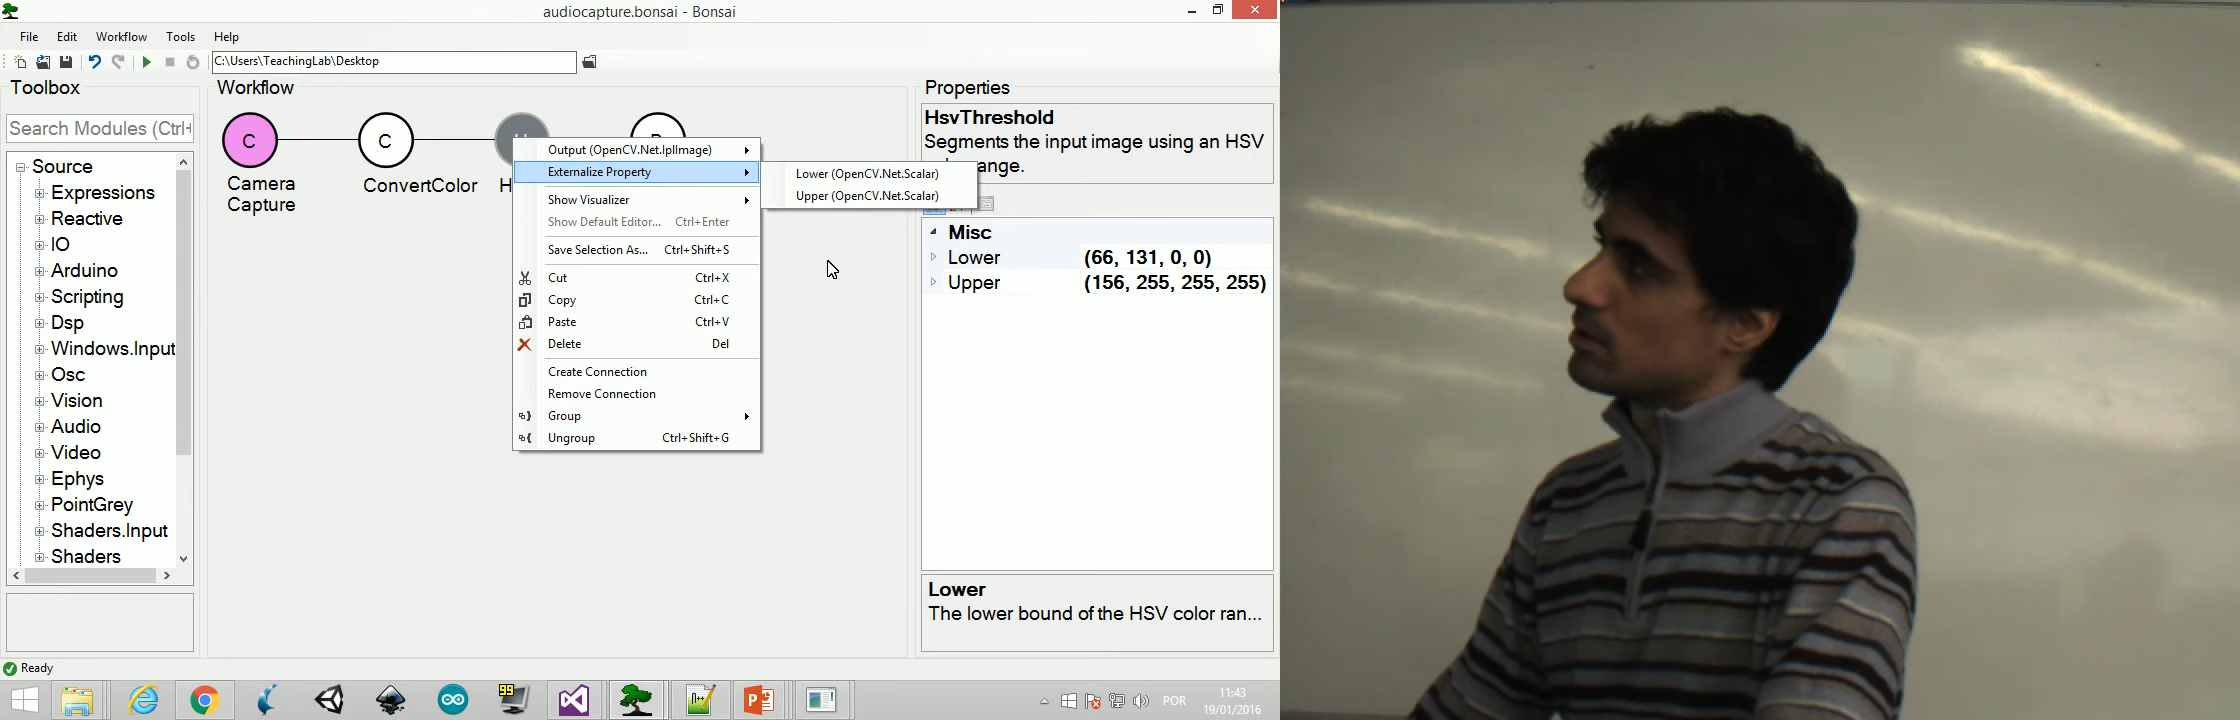 audiocapture.bonsai - Bonsai
File Edit Workflow Tools Help
C:\Users\TeachingLab\Desktop
Toolbox
Search Modules (Ctrl+
Source
Expressions
Reactive
IO
Arduino
Scripting
Dsp
Windows.Input
Osc
Vision
Audio
Video
Ephys
PointGrey
Shaders.Input
Shaders
Workflow
C
Camera
Capture
C
ConvertColor
H
Output (OpenCV.Net.IplImage)
Externalize Property
Show Visualizer
Show Default Editor... Ctrl+Enter
Save Selection As... Ctrl+Shift+S
Cut Ctrl+X
Copy Ctrl+C
Paste Ctrl+V
Delete Del
Create Connection
Remove Connection
Group
Ungroup Ctrl+Shift+G
Lower (OpenCV.Net.Scalar)
Upper (OpenCV.Net.Scalar)
Properties
HsvThreshold
Segments the input image using an HSV
ange.
Misc
Lower (66, 131, 0, 0)
Upper (156, 255, 255, 255)
Lower
The lower bound of the HSV color ran...
Ready
99
POR
11:43
19/01/2016